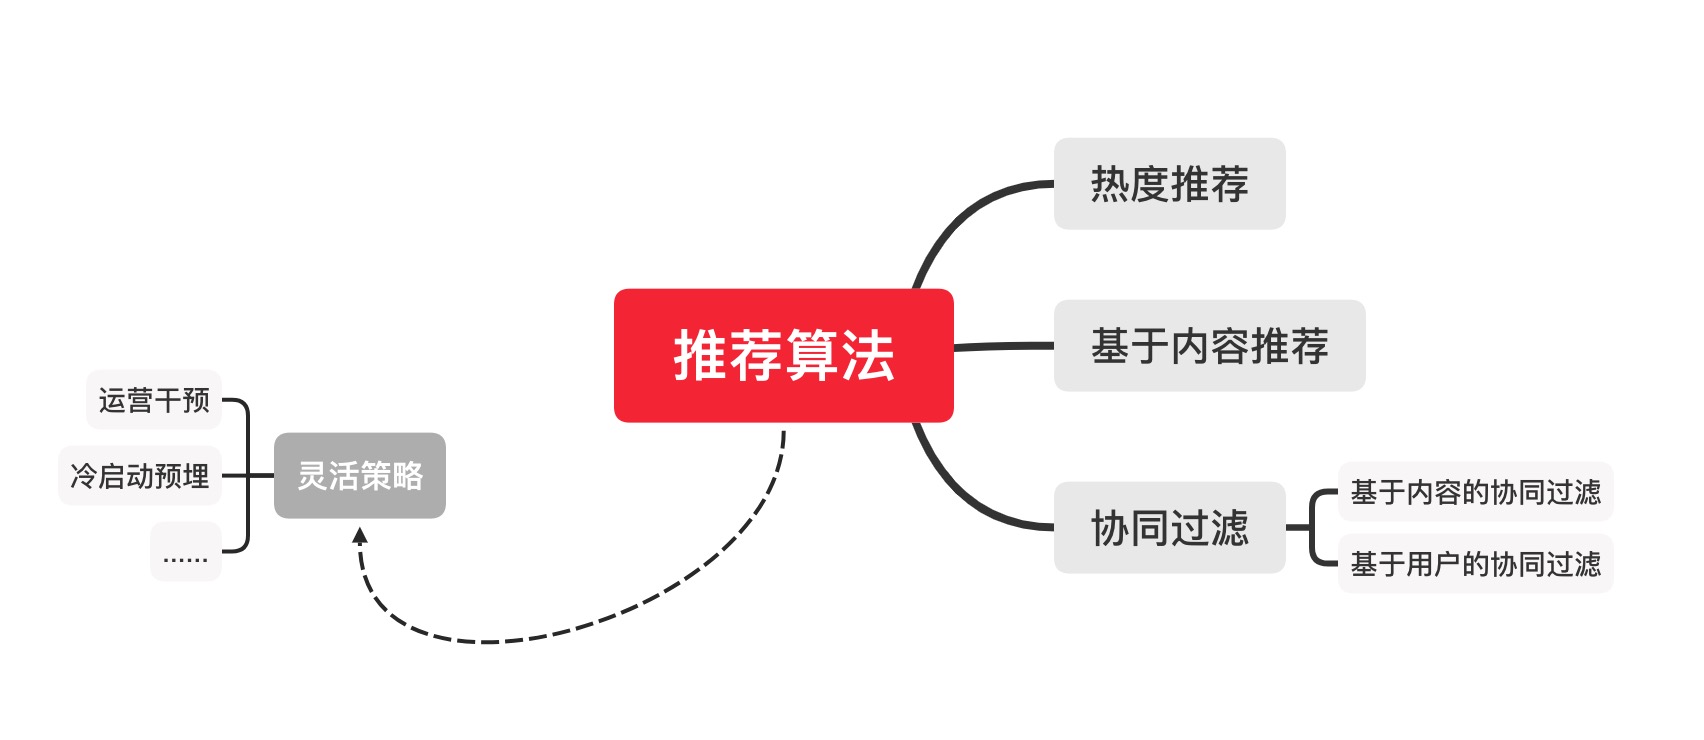 推荐算法
热度推荐
基于内容推荐
协同过滤
基于内容的协同过滤
基于用户的协同过滤
灵活策略
运营干预
冷启动预埋
......